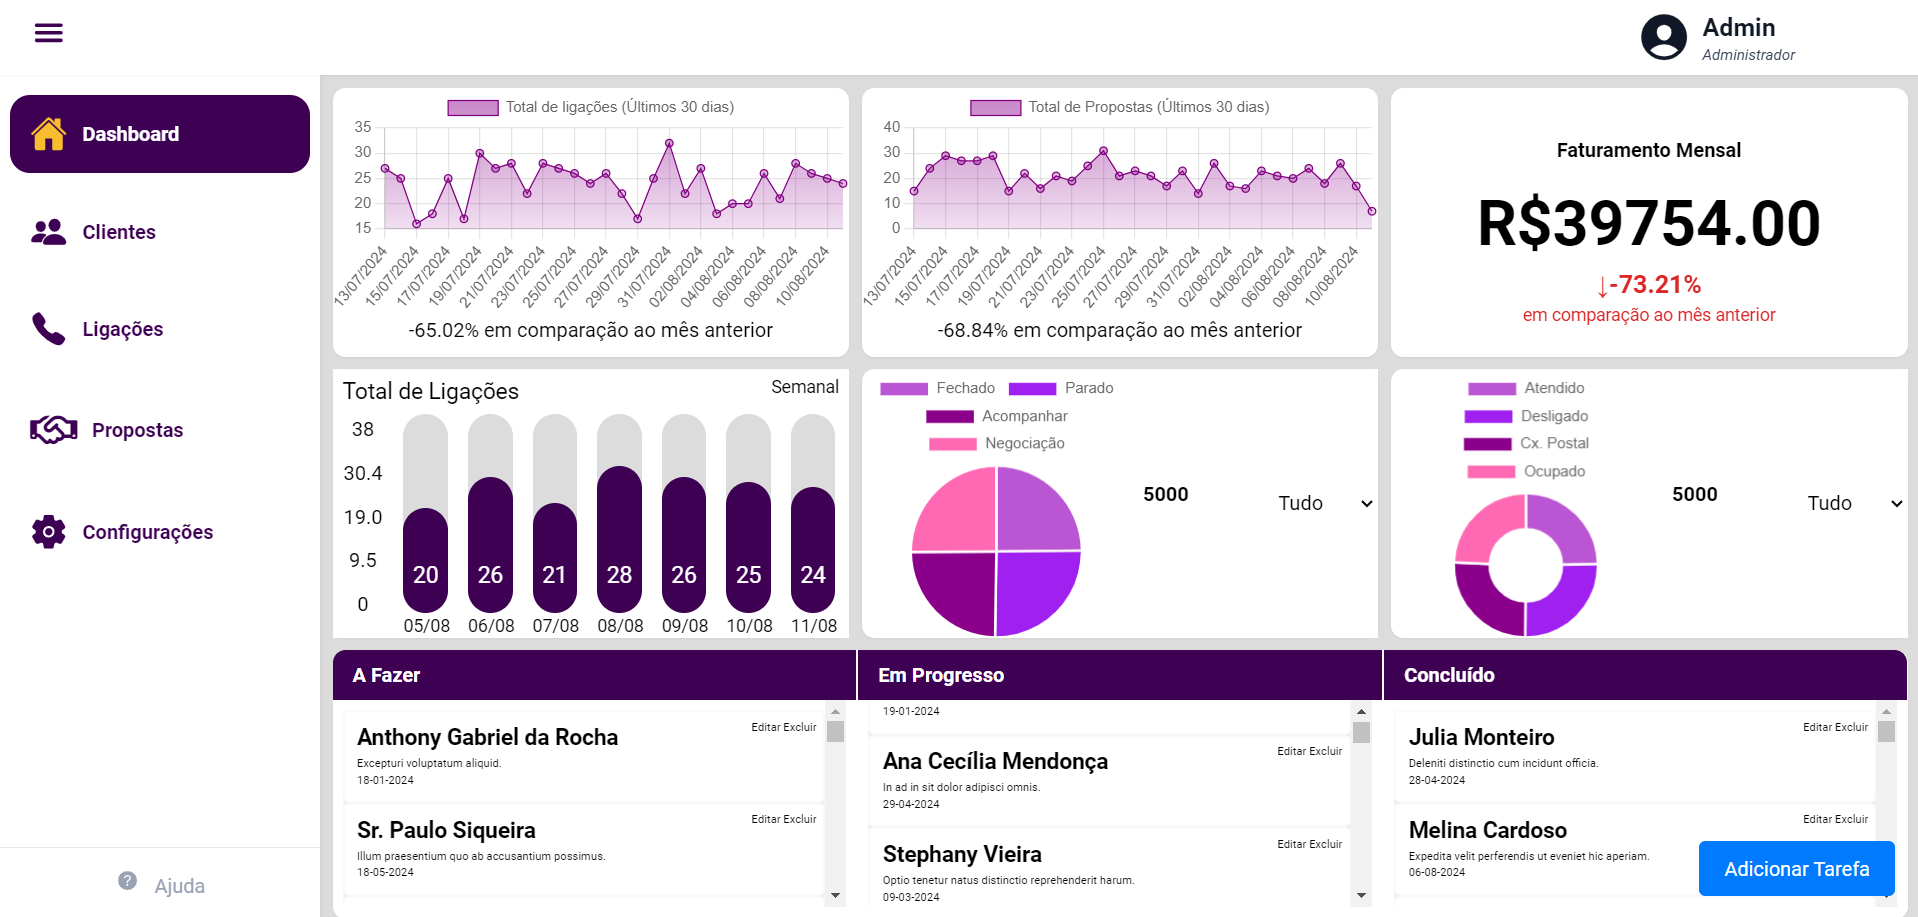 Admin
Administrador
Dashboard
Clientes
Ligações
Propostas
Configurações
Ajuda
Total de ligações (Últimos 30 dias)
35
30
25
20
15
13/07/2024
15/07/2024
17/07/2024
19/07/2024
21/07/2024
23/07/2024
25/07/2024
27/07/2024
29/07/2024
31/07/2024
02/08/2024
04/08/2024
06/08/2024
08/08/2024
10/08/2024
-65.02% em comparação ao mês anterior
Total de Propostas (Últimos 30 dias)
40
30
20
10
0
13/07/2024
15/07/2024
17/07/2024
19/07/2024
21/07/2024
23/07/2024
25/07/2024
27/07/2024
29/07/2024
31/07/2024
02/08/2024
04/08/2024
06/08/2024
08/08/2024
10/08/2024
-68.84% em comparação ao mês anterior
Faturamento Mensal
R$39754.00
↓-73.21%
em comparação ao mês anterior
Total de Ligações
Semanal
38
30.4
19.0
9.5
0
20 26 21 28 26 25 24
05/08 06/08 07/08 08/08 09/08 10/08 11/08
Fechado Parado
Acompanhar
Negociação
5000
Tudo
Atendido
Desligado
Cx. Postal
Ocupado
5000
Tudo
A Fazer
Anthony Gabriel da Rocha
Editar Excluir
Excepturi voluptatum aliquid.
18-01-2024
Sr. Paulo Siqueira
Editar Excluir
Illum praesentium quo ab accusantium possimus.
18-05-2024
Em Progresso
19-01-2024
Ana Cecília Mendonça
Editar Excluir
In ad in sit dolor adipisci omnis.
29-04-2024
Stephany Vieira
Editar Excluir
Optio tenetur natus distinctio reprehenderit harum.
09-03-2024
Concluído
Julia Monteiro
Editar Excluir
Deleniti distinctio cum incidunt officia.
28-04-2024
Melina Cardoso
Editar Excluir
Expedita velit perferendis ut eveniet hic aperiam.
06-08-2024
Adicionar Tarefa